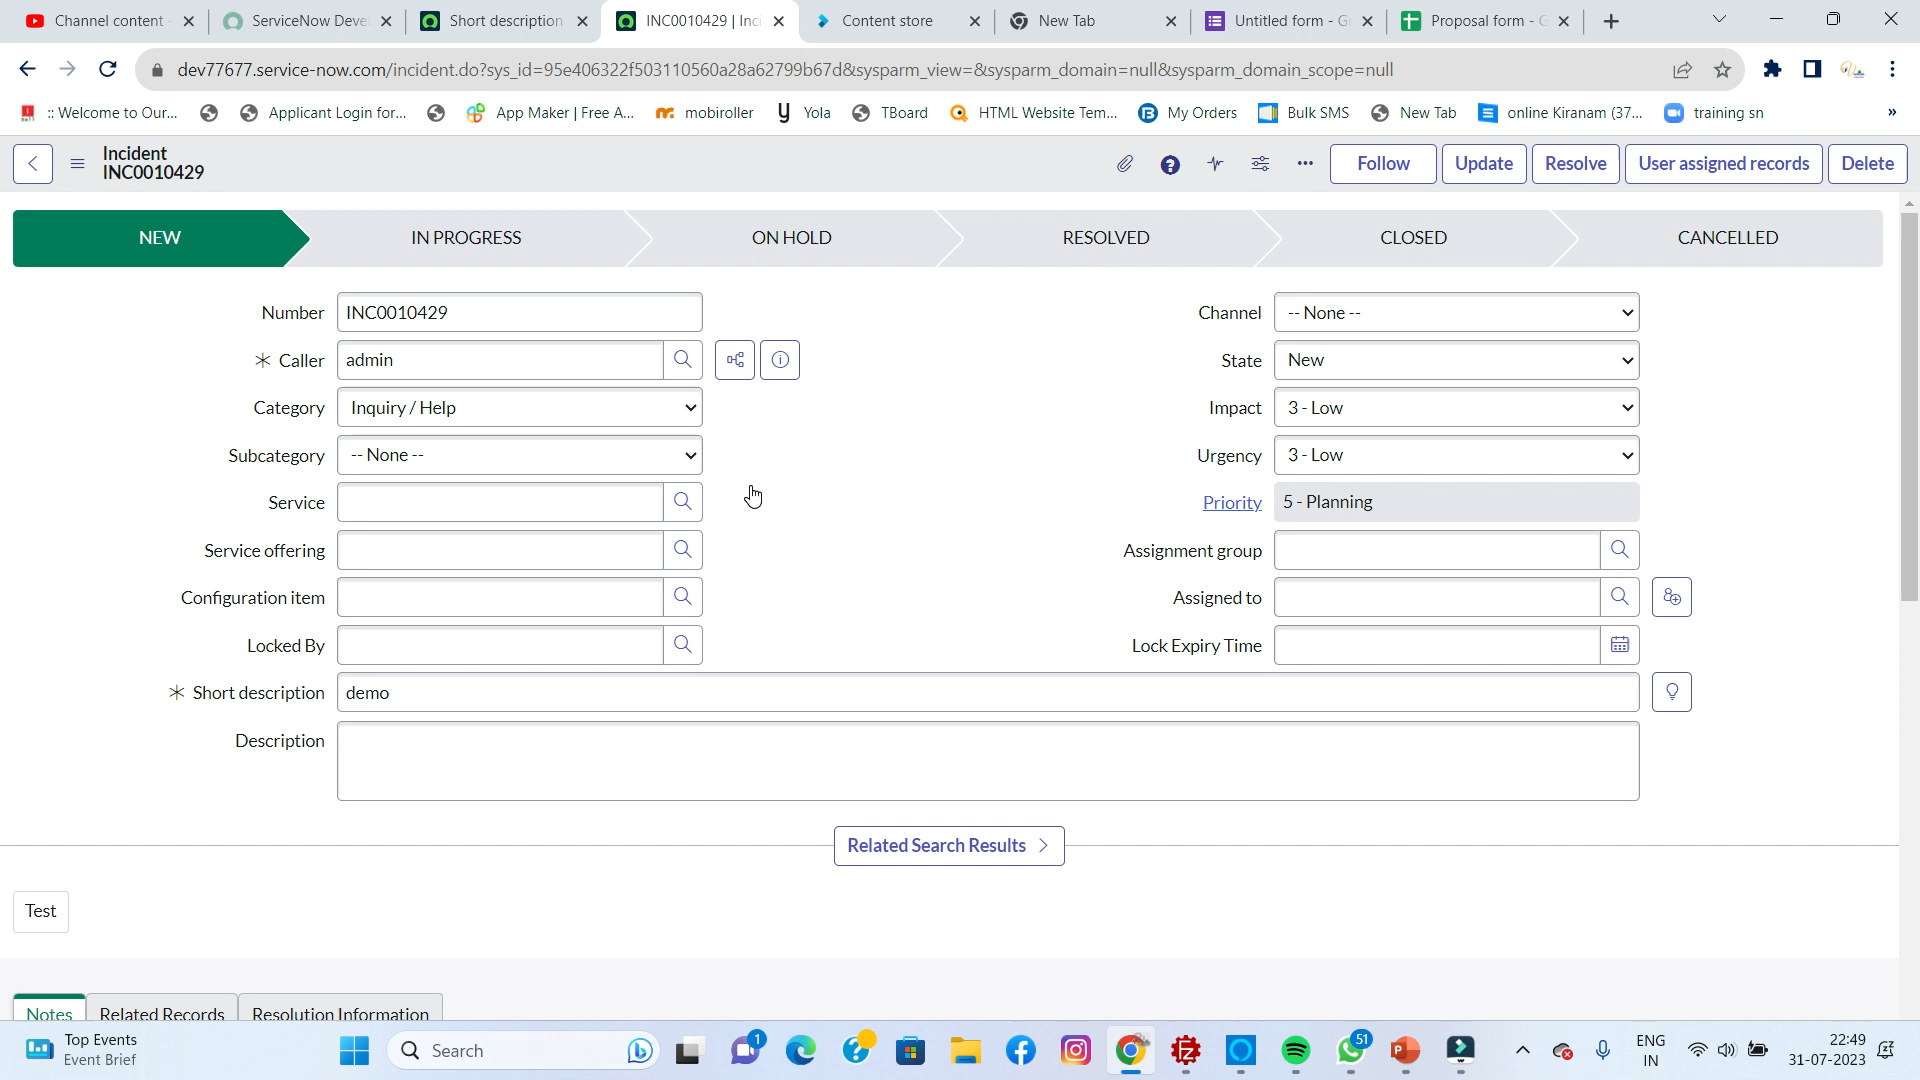 Channel content
ServiceNow Deve
Short description
INC0010429 | Inci
Content store
New Tab
Untitled form - G
Proposal form - G
dev77677.service-now.com/incident.do?sys_id=95e406322f503110560a28a62799b67d&sysparm_view=&sysparm_domain=null&sysparm_domain_scope=null
:: Welcome to Our...
Applicant Login for...
App Maker | Free A...
mobiroller
Yola
TBoard
HTML Website Tem...
My Orders
Bulk SMS
New Tab
online Kiranam (37...
training sn
»
Incident
INC0010429
Follow
Update
Resolve
User assigned records
Delete
NEW
IN PROGRESS
ON HOLD
RESOLVED
CLOSED
CANCELLED
Number INC0010429
Channel -- None --
Caller admin
State New
Category Inquiry / Help
Impact 3 - Low
Subcategory -- None --
Urgency 3 - Low
Service
Priority 5 - Planning
Service offering
Assignment group
Configuration item
Assigned to
Locked By
Lock Expiry Time
Short description demo
Description
Related Search Results
Test
Notes
Related Records
Resolution Information
Top Events
Event Brief
Search
1
51
ENG
IN
22:49
31-07-2023